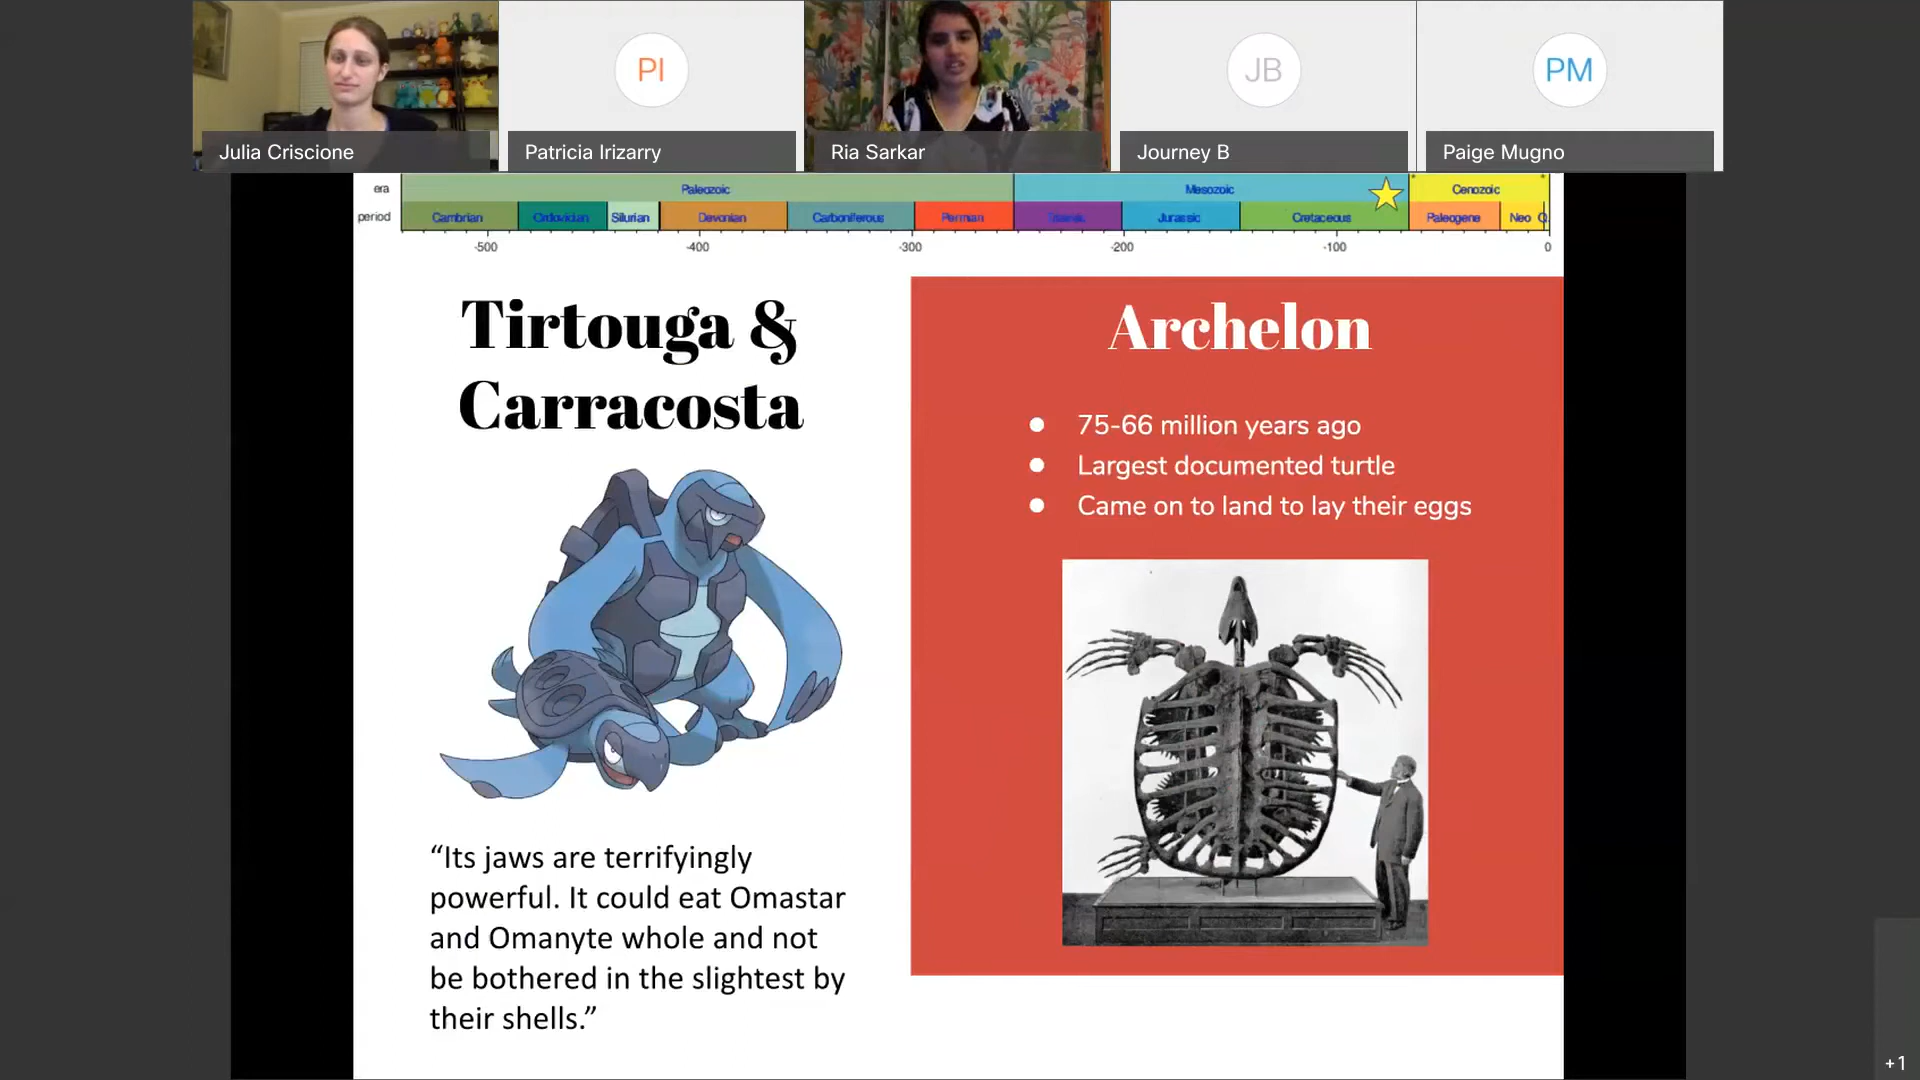 Julia Criscione
PI
Patricia Irizarry
Ria Sarkar
JB
Journey B
PM
Paige Mugno
era
Paleozoic
Mesozoic
Cenozoic
period
Cambrian
Ordovician
Silurian
Devonian
Carboniferous
Permian
Triassic
Jurassic
Cretaceous
Paleogene
Neo
Q.
-500
-400
-300
-200
-100
0
Tirtouga &
Carracosta
“Its jaws are terrifyingly
powerful. It could eat Omastar
and Omanyte whole and not
be bothered in the slightest by
their shells.”
Archelon
● 75-66 million years ago
● Largest documented turtle
● Came on to land to lay their eggs
+1